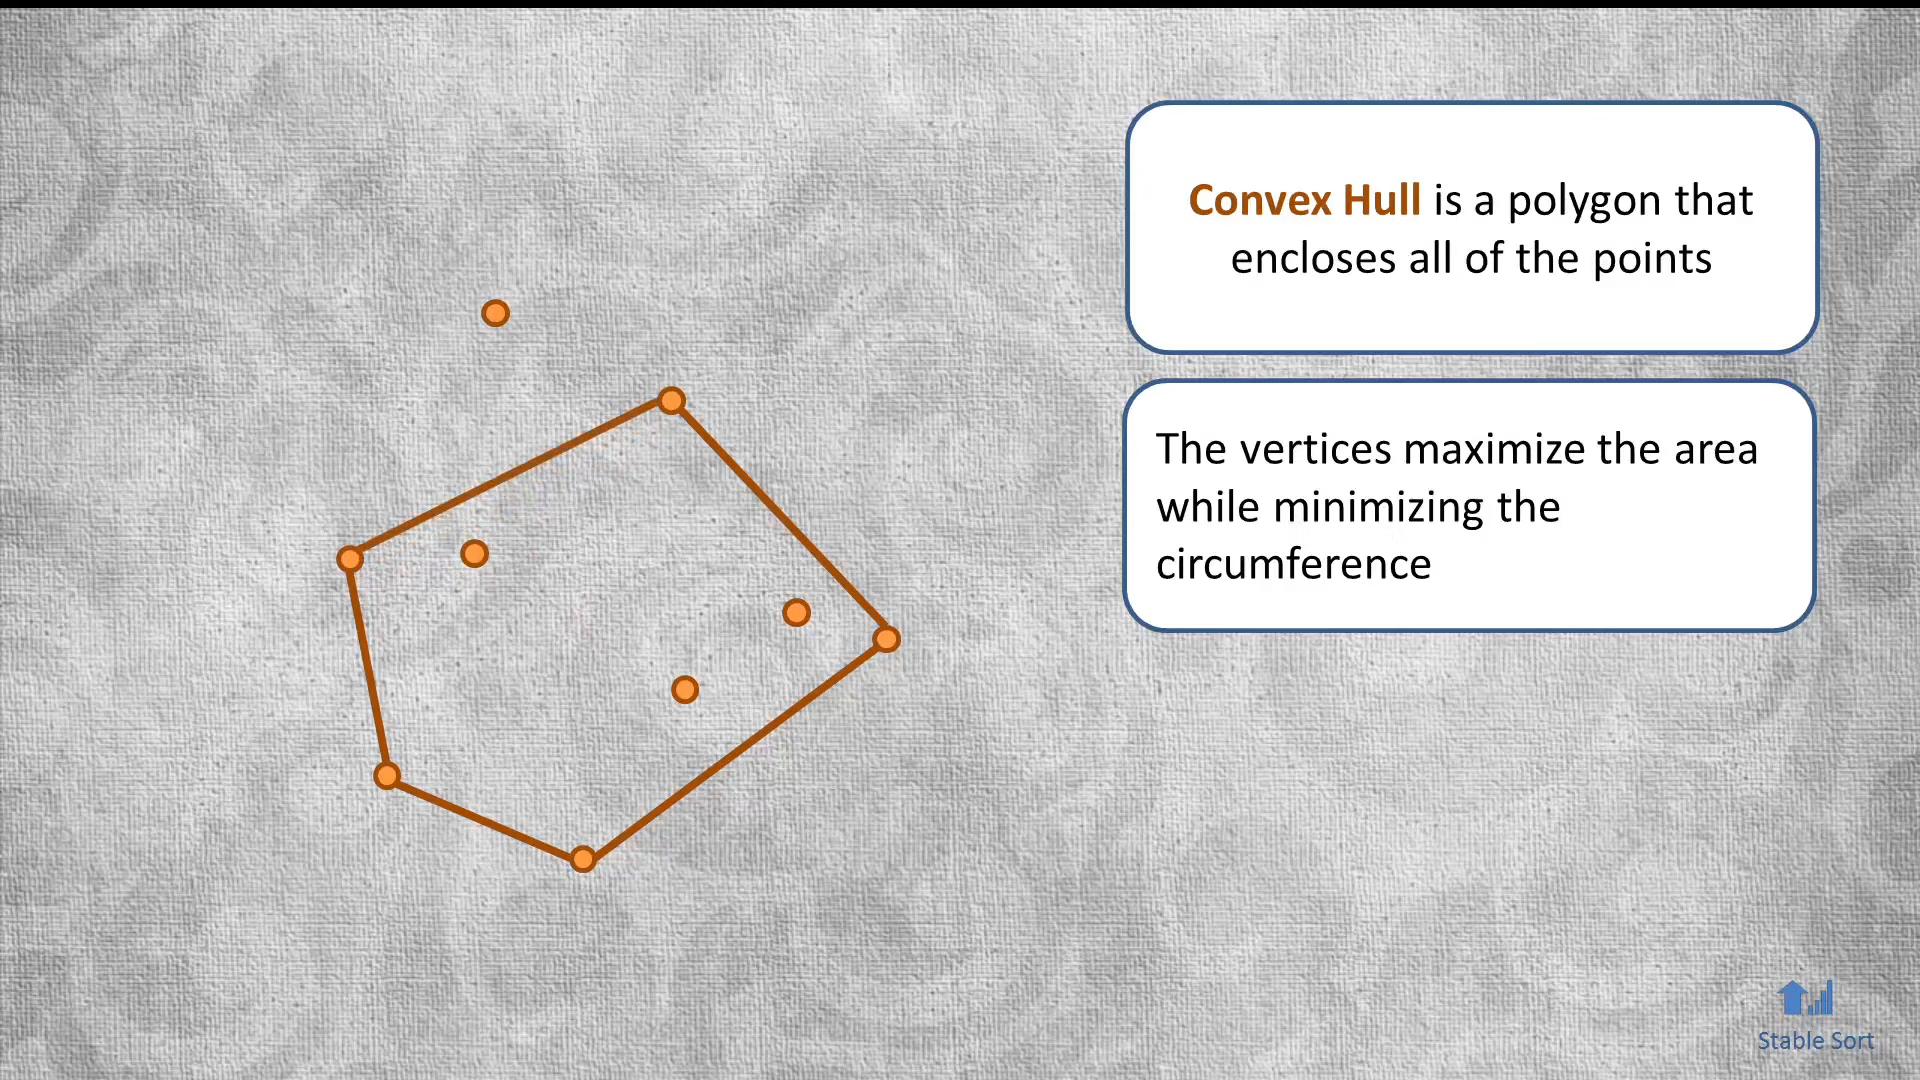 Convex Hull is a polygon that
encloses all of the points
The vertices maximize the area
while minimizing the
circumference
Stable Sort